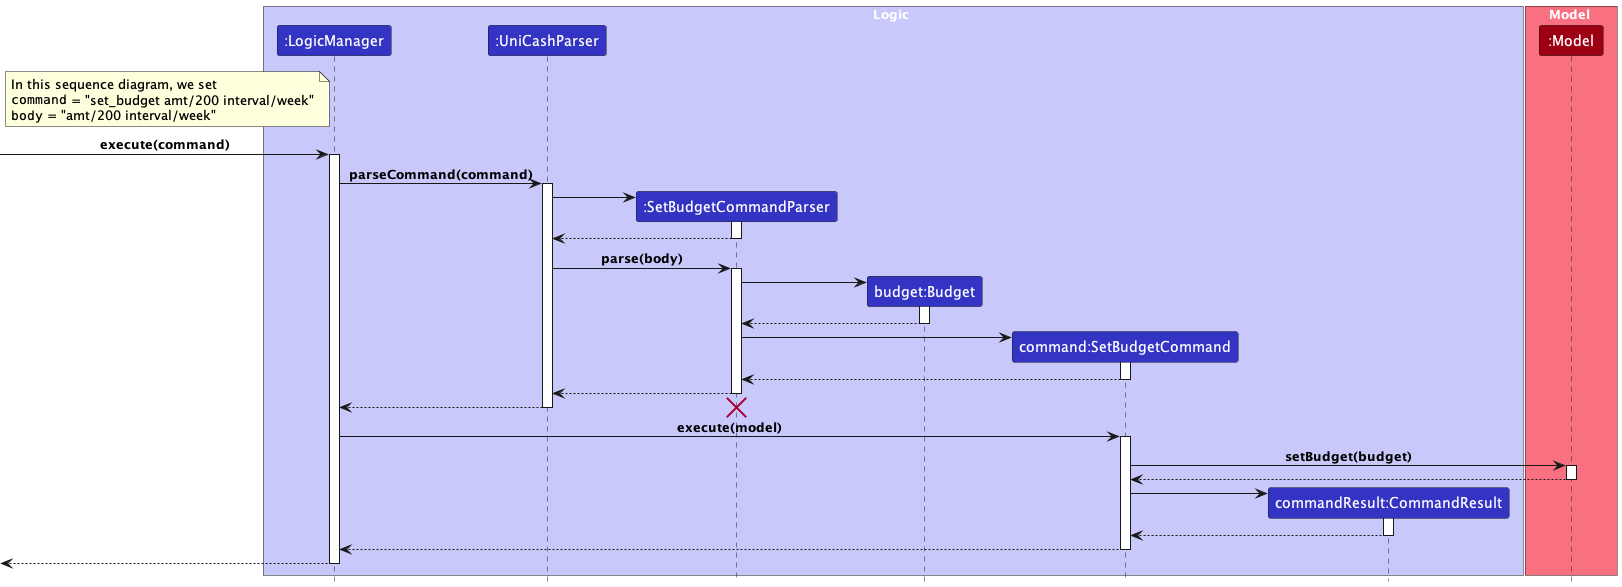 Logic
Model
:LogicManager
:UniCashParser
:Model
In this sequence diagram, we set
command = "set_budget amt/200 interval/week"
body = "amt/200 interval/week"
execute(command)
parseCommand(command)
:SetBudgetCommandParser
parse(body)
budget:Budget
command:SetBudgetCommand
execute(model)
setBudget(budget)
commandResult:CommandResult